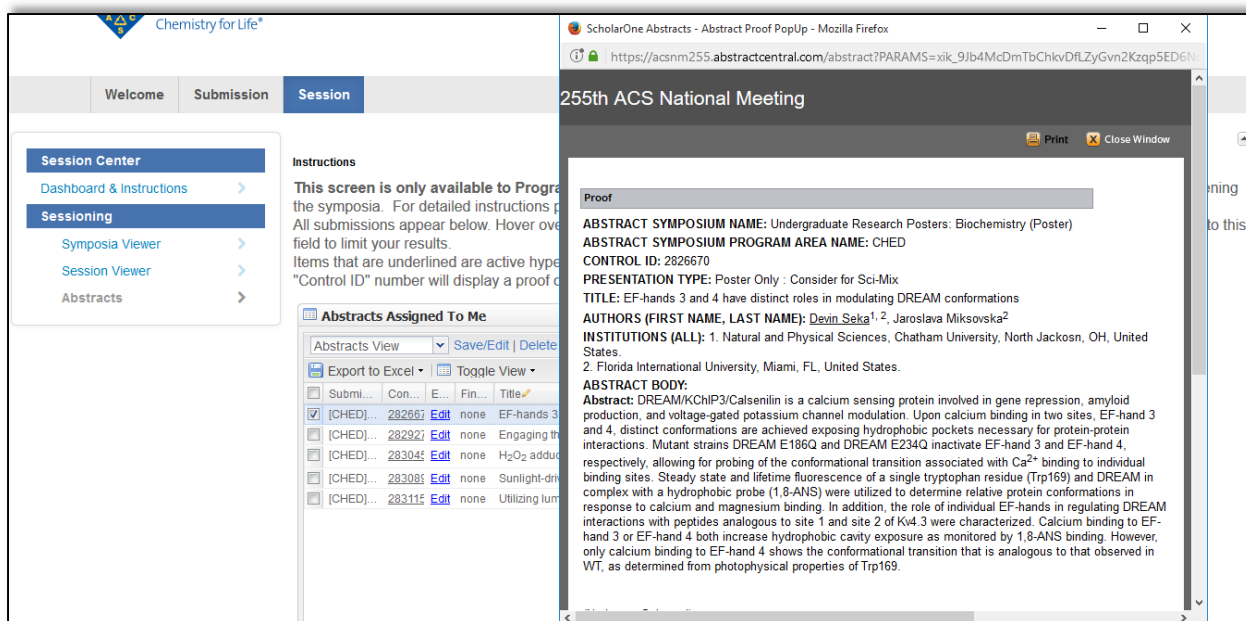 A C S
Chemistry for Life®
Welcome Submission Session
Session Center
Dashboard & Instructions
Sessioning
Symposia Viewer
Session Viewer
Abstracts
Instructions
This screen is only available to Progra
the symposia. For detailed instructions p
All submissions appear below. Hover ove
field to limit your results.
Items that are underlined are active hype
"Control ID" number will display a proof o
ening
to this
Abstracts Assigned To Me
Abstracts View Save/Edit | Delete
Export to Excel Toggle View
Submi... Con... E... Fin... Title
[CHED]... 28266 Edit none EF-hands 3
[CHED]... 28292 Edit none Engaging th
[CHED]... 28304 Edit none H2O2 adduc
[CHED]... 28308 Edit none Sunlight-driv
[CHED]... 28311 Edit none Utilizing lum
ScholarOne Abstracts - Abstract Proof PopUp - Mozilla Firefox
https://acsnm255.abstractcentral.com/abstract?PARAMS=xik_9Jb4McDmTbChkvDfLZyGvn2Kzqp5ED6N
255th ACS National Meeting
Print Close Window
Proof
ABSTRACT SYMPOSIUM NAME: Undergraduate Research Posters: Biochemistry (Poster)
ABSTRACT SYMPOSIUM PROGRAM AREA NAME: CHED
CONTROL ID: 2826670
PRESENTATION TYPE: Poster Only : Consider for Sci-Mix
TITLE: EF-hands 3 and 4 have distinct roles in modulating DREAM conformations
AUTHORS (FIRST NAME, LAST NAME): Devin Seka1, 2, Jaroslava Miksovska2
INSTITUTIONS (ALL): 1. Natural and Physical Sciences, Chatham University, North Jackosn, OH, United
States.
2. Florida International University, Miami, FL, United States.
ABSTRACT BODY:
Abstract: DREAM/KChIP3/Calsenilin is a calcium sensing protein involved in gene repression, amyloid
production, and voltage-gated potassium channel modulation. Upon calcium binding in two sites, EF-hand 3
and 4, distinct conformations are achieved exposing hydrophobic pockets necessary for protein-protein
interactions. Mutant strains DREAM E186Q and DREAM E234Q inactivate EF-hand 3 and EF-hand 4,
respectively, allowing for probing of the conformational transition associated with Ca2+ binding to individual
binding sites. Steady state and lifetime fluorescence of a single tryptophan residue (Trp169) and DREAM in
complex with a hydrophobic probe (1,8-ANS) were utilized to determine relative protein conformations in
response to calcium and magnesium binding. In addition, the role of individual EF-hands in regulating DREAM
interactions with peptides analogous to site 1 and site 2 of Kv4.3 were characterized. Calcium binding to EF-
hand 3 or EF-hand 4 both increase hydrophobic cavity exposure as monitored by 1,8-ANS binding. However,
only calcium binding to EF-hand 4 shows the conformational transition that is analogous to that observed in
WT, as determined from photophysical properties of Trp169.